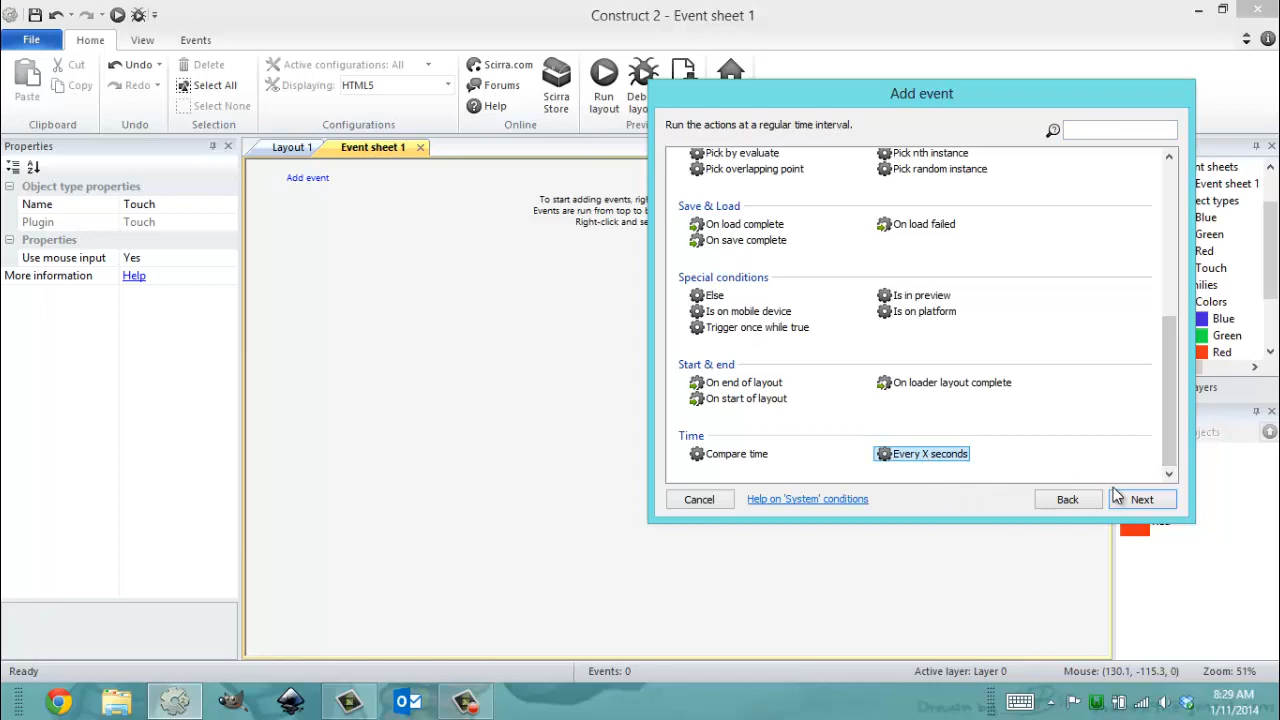 Construct 2 - Event sheet 1
File Home View Events
Paste Cut Copy
Clipboard
Undo Redo
Undo
Delete Select All Select None
Selection
Active configurations: All
Displaying: HTML5
Configurations
Scirra.com
Forums
Help
Scirra Store
Online
Run layout
Properties
Layout 1 Event sheet 1
Object type properties
Name Touch
Plugin Touch
Properties
Use mouse input Yes
More information Help
Add event
To start adding events, righ
Events are run from top to b
Right-click and se
Add event
Run the actions at a regular time interval.
Pick by evaluate Pick nth instance
Pick overlapping point Pick random instance
Save & Load
On load complete On load failed
On save complete
Special conditions
Else Is in preview
Is on mobile device Is on platform
Trigger once while true
Start & end
On end of layout On loader layout complete
On start of layout
Time
Compare time Every X seconds
Cancel Help on 'System' conditions Back Next
nt sheets
Event sheet 1
ect types
Blue
Green
Red
Touch
nilies
Colors
Blue
Green
Red
yers
ojects
Ready Events: 0 Active layer: Layer 0 Mouse: (130.1, -115.3, 0) Zoom: 51%
8:29 AM
1/11/2014